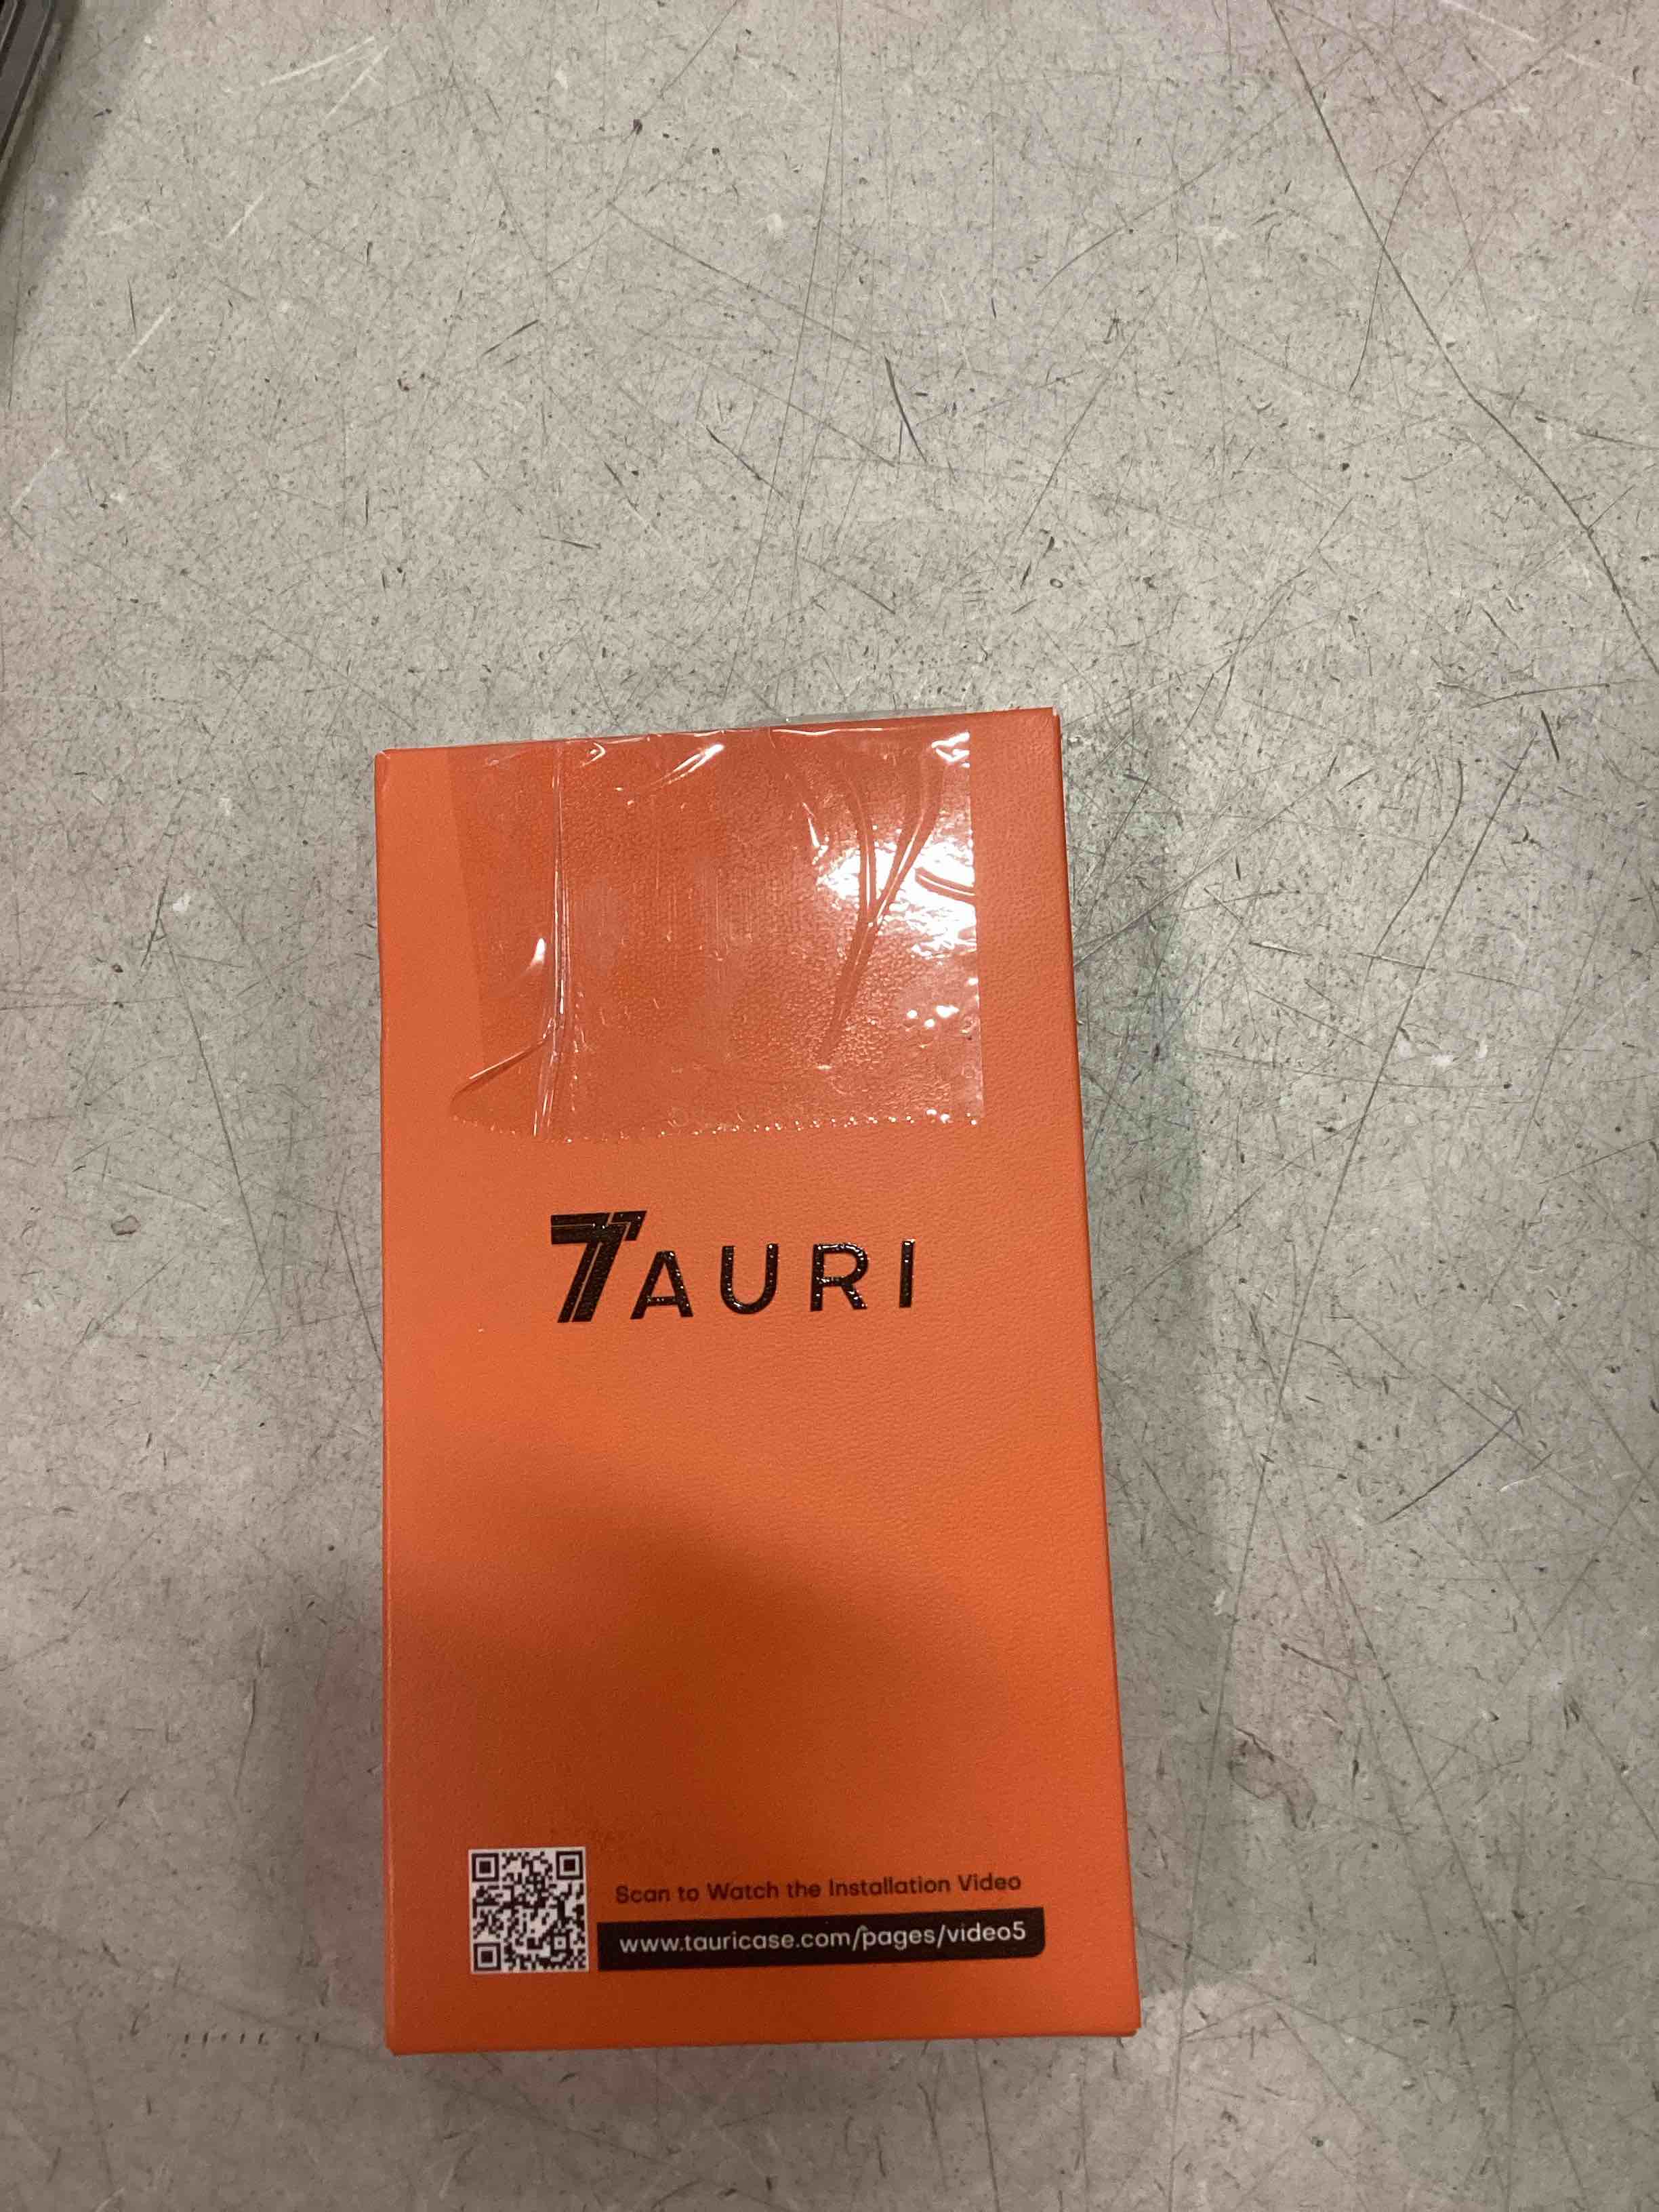 TAURI
Scan to Watch the Installation Video
www.tauricase.com/pages/video5